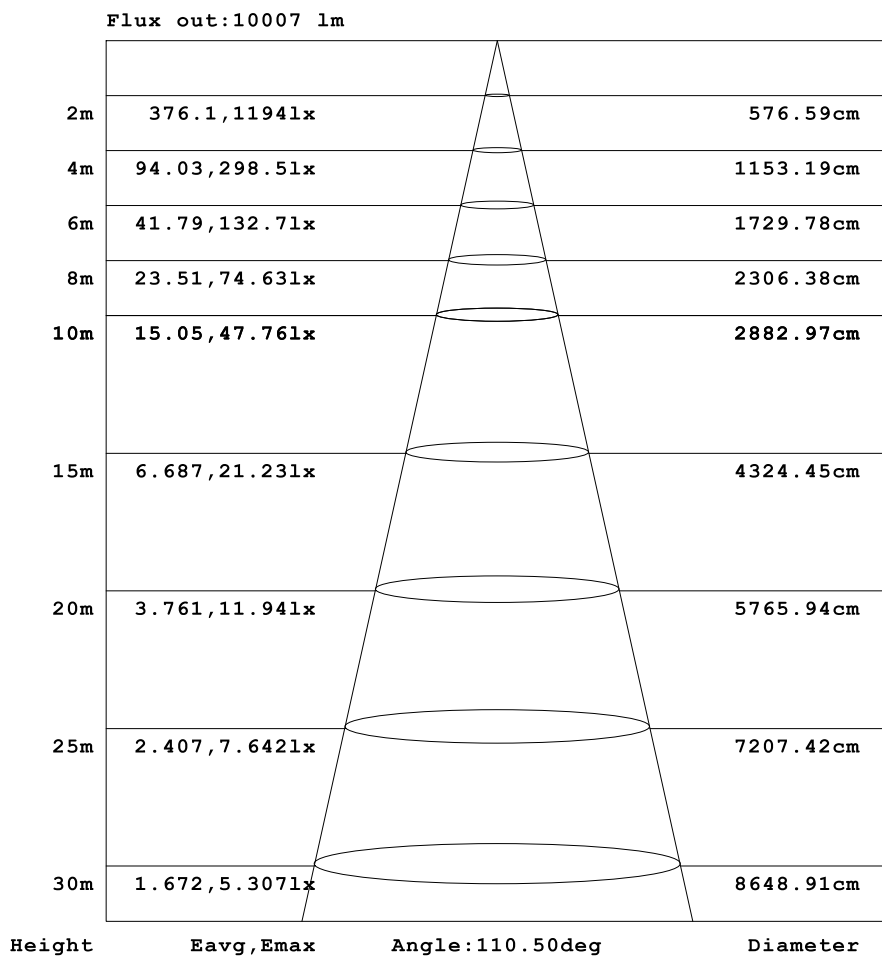 Flux out:10007 lm
2m 376.1,1194lx 576.59cm
4m 94.03,298.5lx 1153.19cm
6m 41.79,132.7lx 1729.78cm
8m 23.51,74.63lx 2306.38cm
10m 15.05,47.76lx 2882.97cm
15m 6.687,21.23lx 4324.45cm
20m 3.761,11.94lx 5765.94cm
25m 2.407,7.642lx 7207.42cm
30m 1.672,5.307lx 8648.91cm
Height Eavg,Emax Angle:110.50deg Diameter